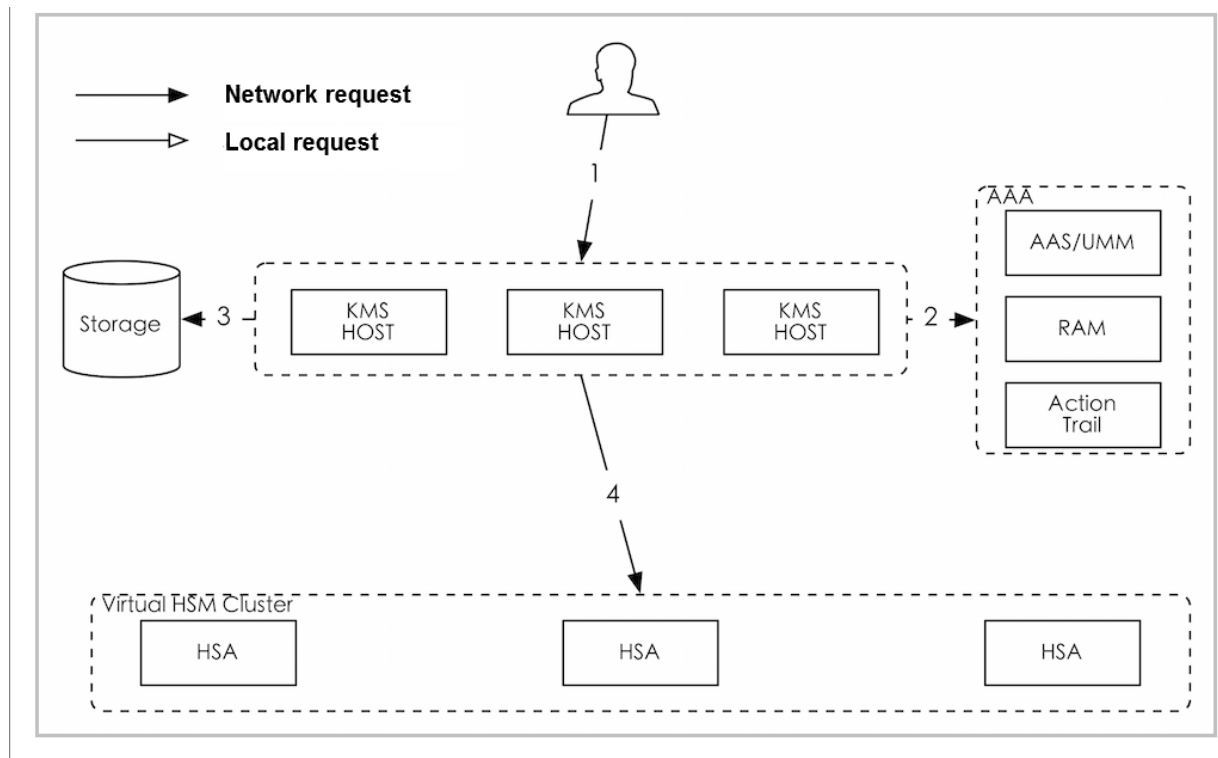 Network request
Local request
1
AAA
AAS/UMM
Storage
3
KMS
HOST
KMS
HOST
KMS
HOST
2
RAM
Action
Trail
4
Virtual HSM Cluster
HSA
HSA
HSA